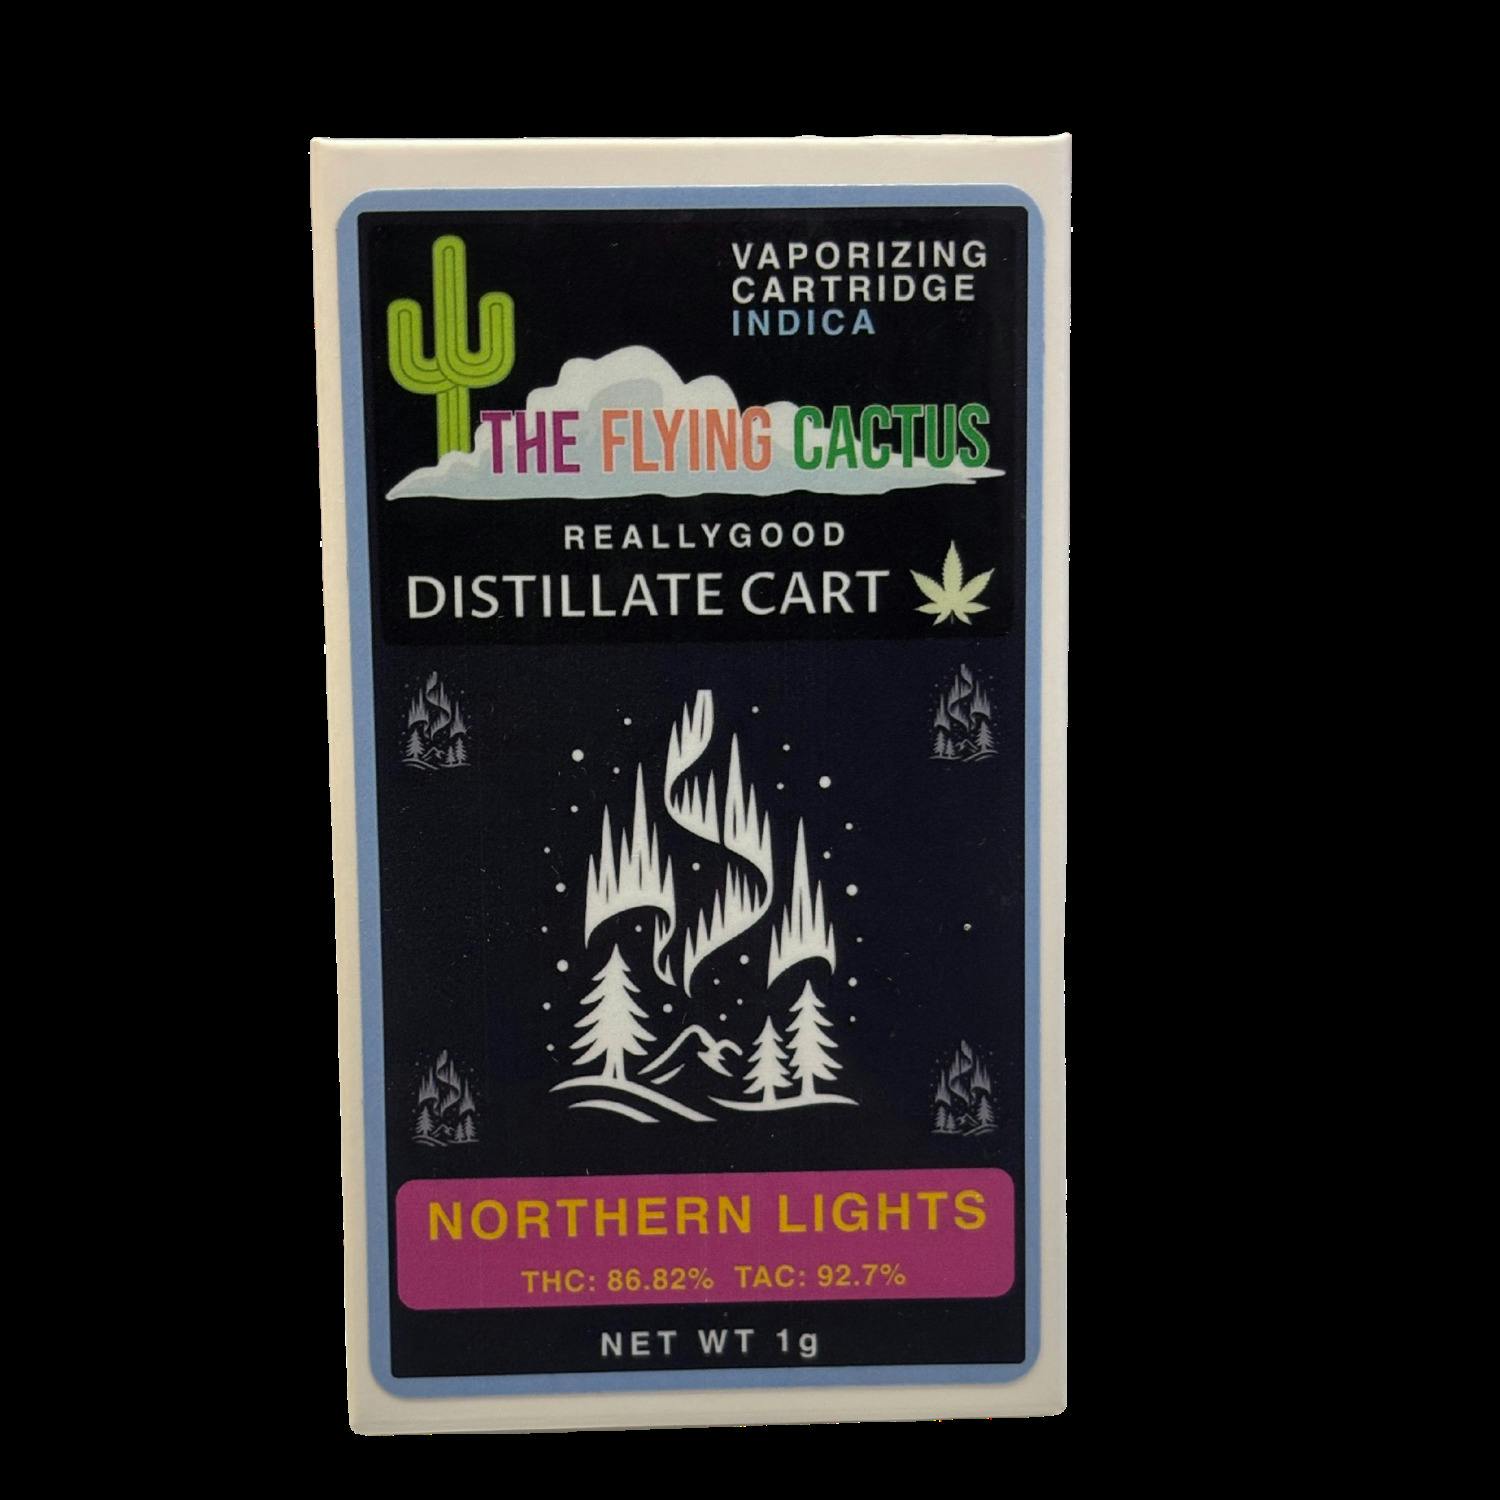 VAPORIZING
CARTRIDGE
INDICA
THE FLYING CACTUS
REALLYGOOD
DISTILLATE CART
NORTHERN LIGHTS
THC: 86.82% TAC: 92.7%
NET WT 1g